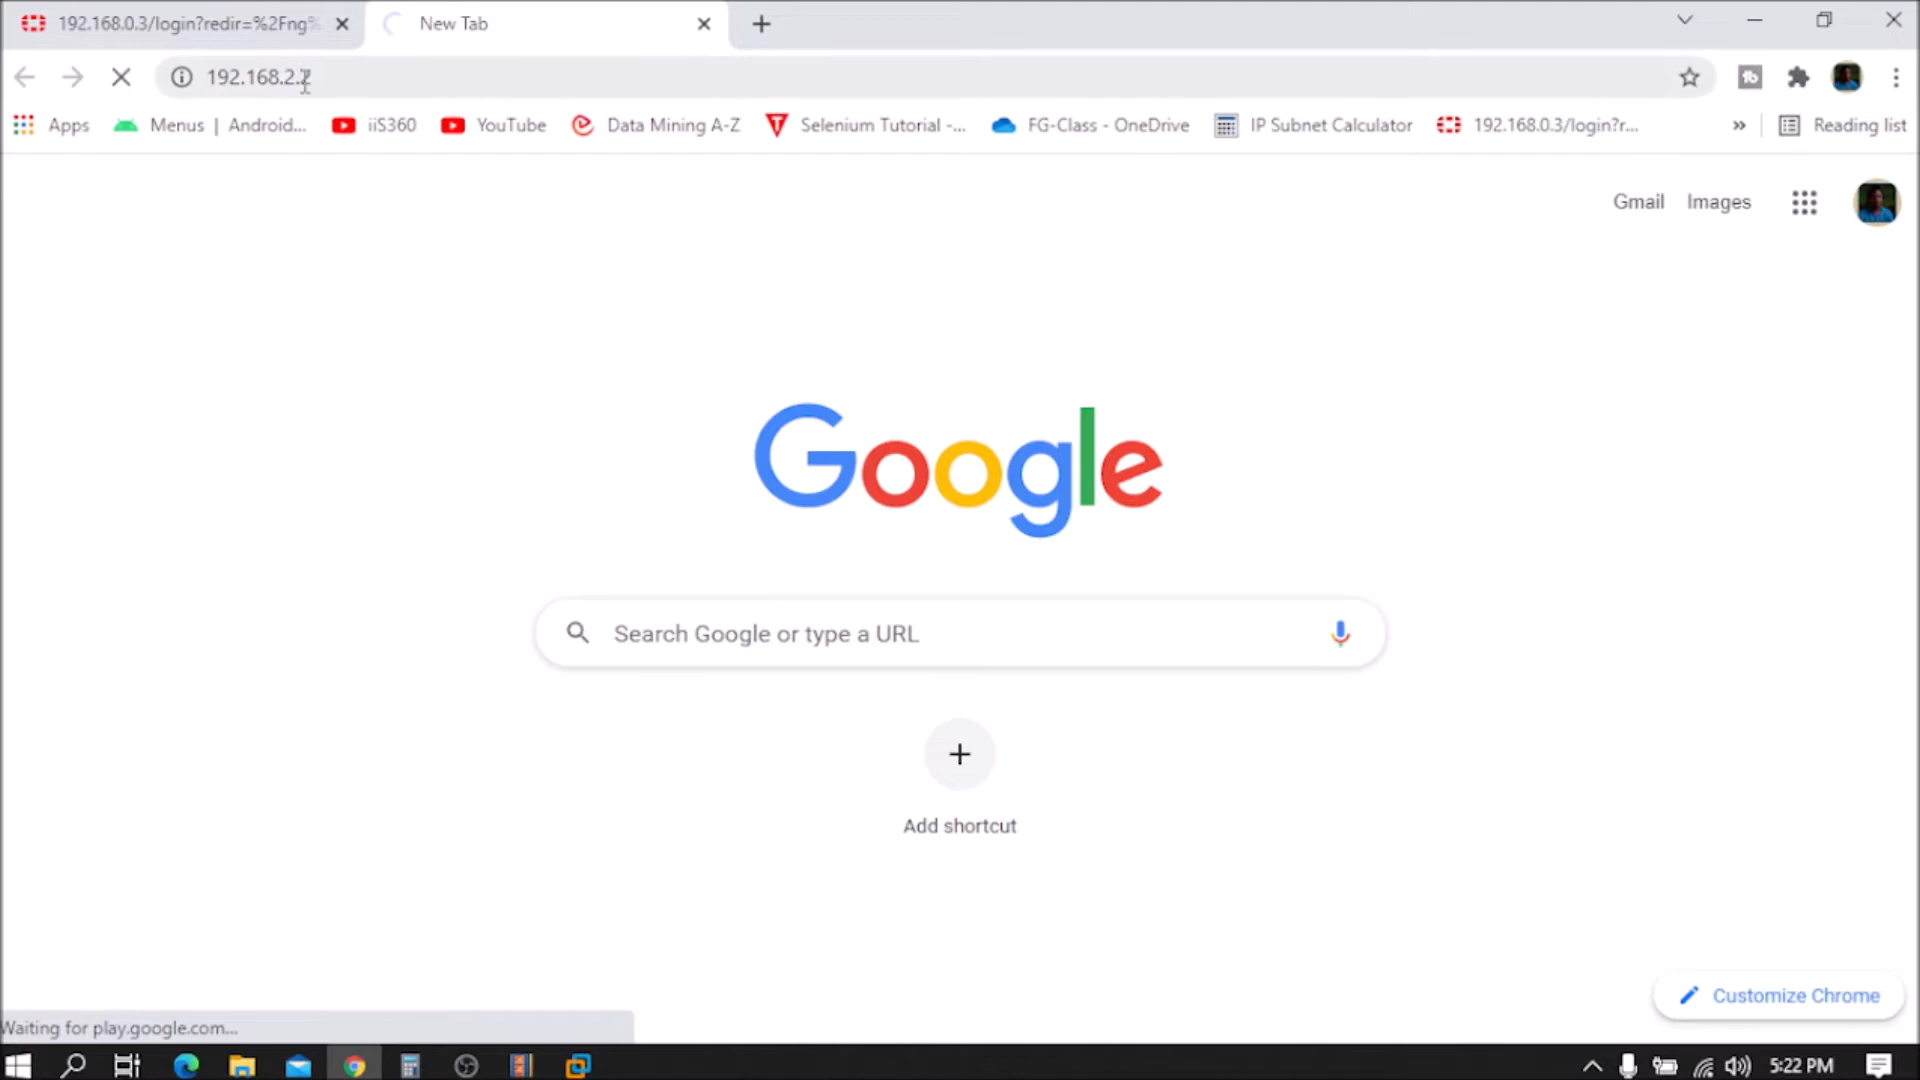 192.168.0.3/login?redir=%2Fng%
New Tab
192.168.2.2
Apps
Menus | Android...
iiS360
YouTube
Data Mining A-Z
Selenium Tutorial -...
FG-Class - OneDrive
IP Subnet Calculator
192.168.0.3/login?r...
»
Reading list
Gmail
Images
Google
Search Google or type a URL
Add shortcut
Customize Chrome
Waiting for play.google.com...
5:22 PM